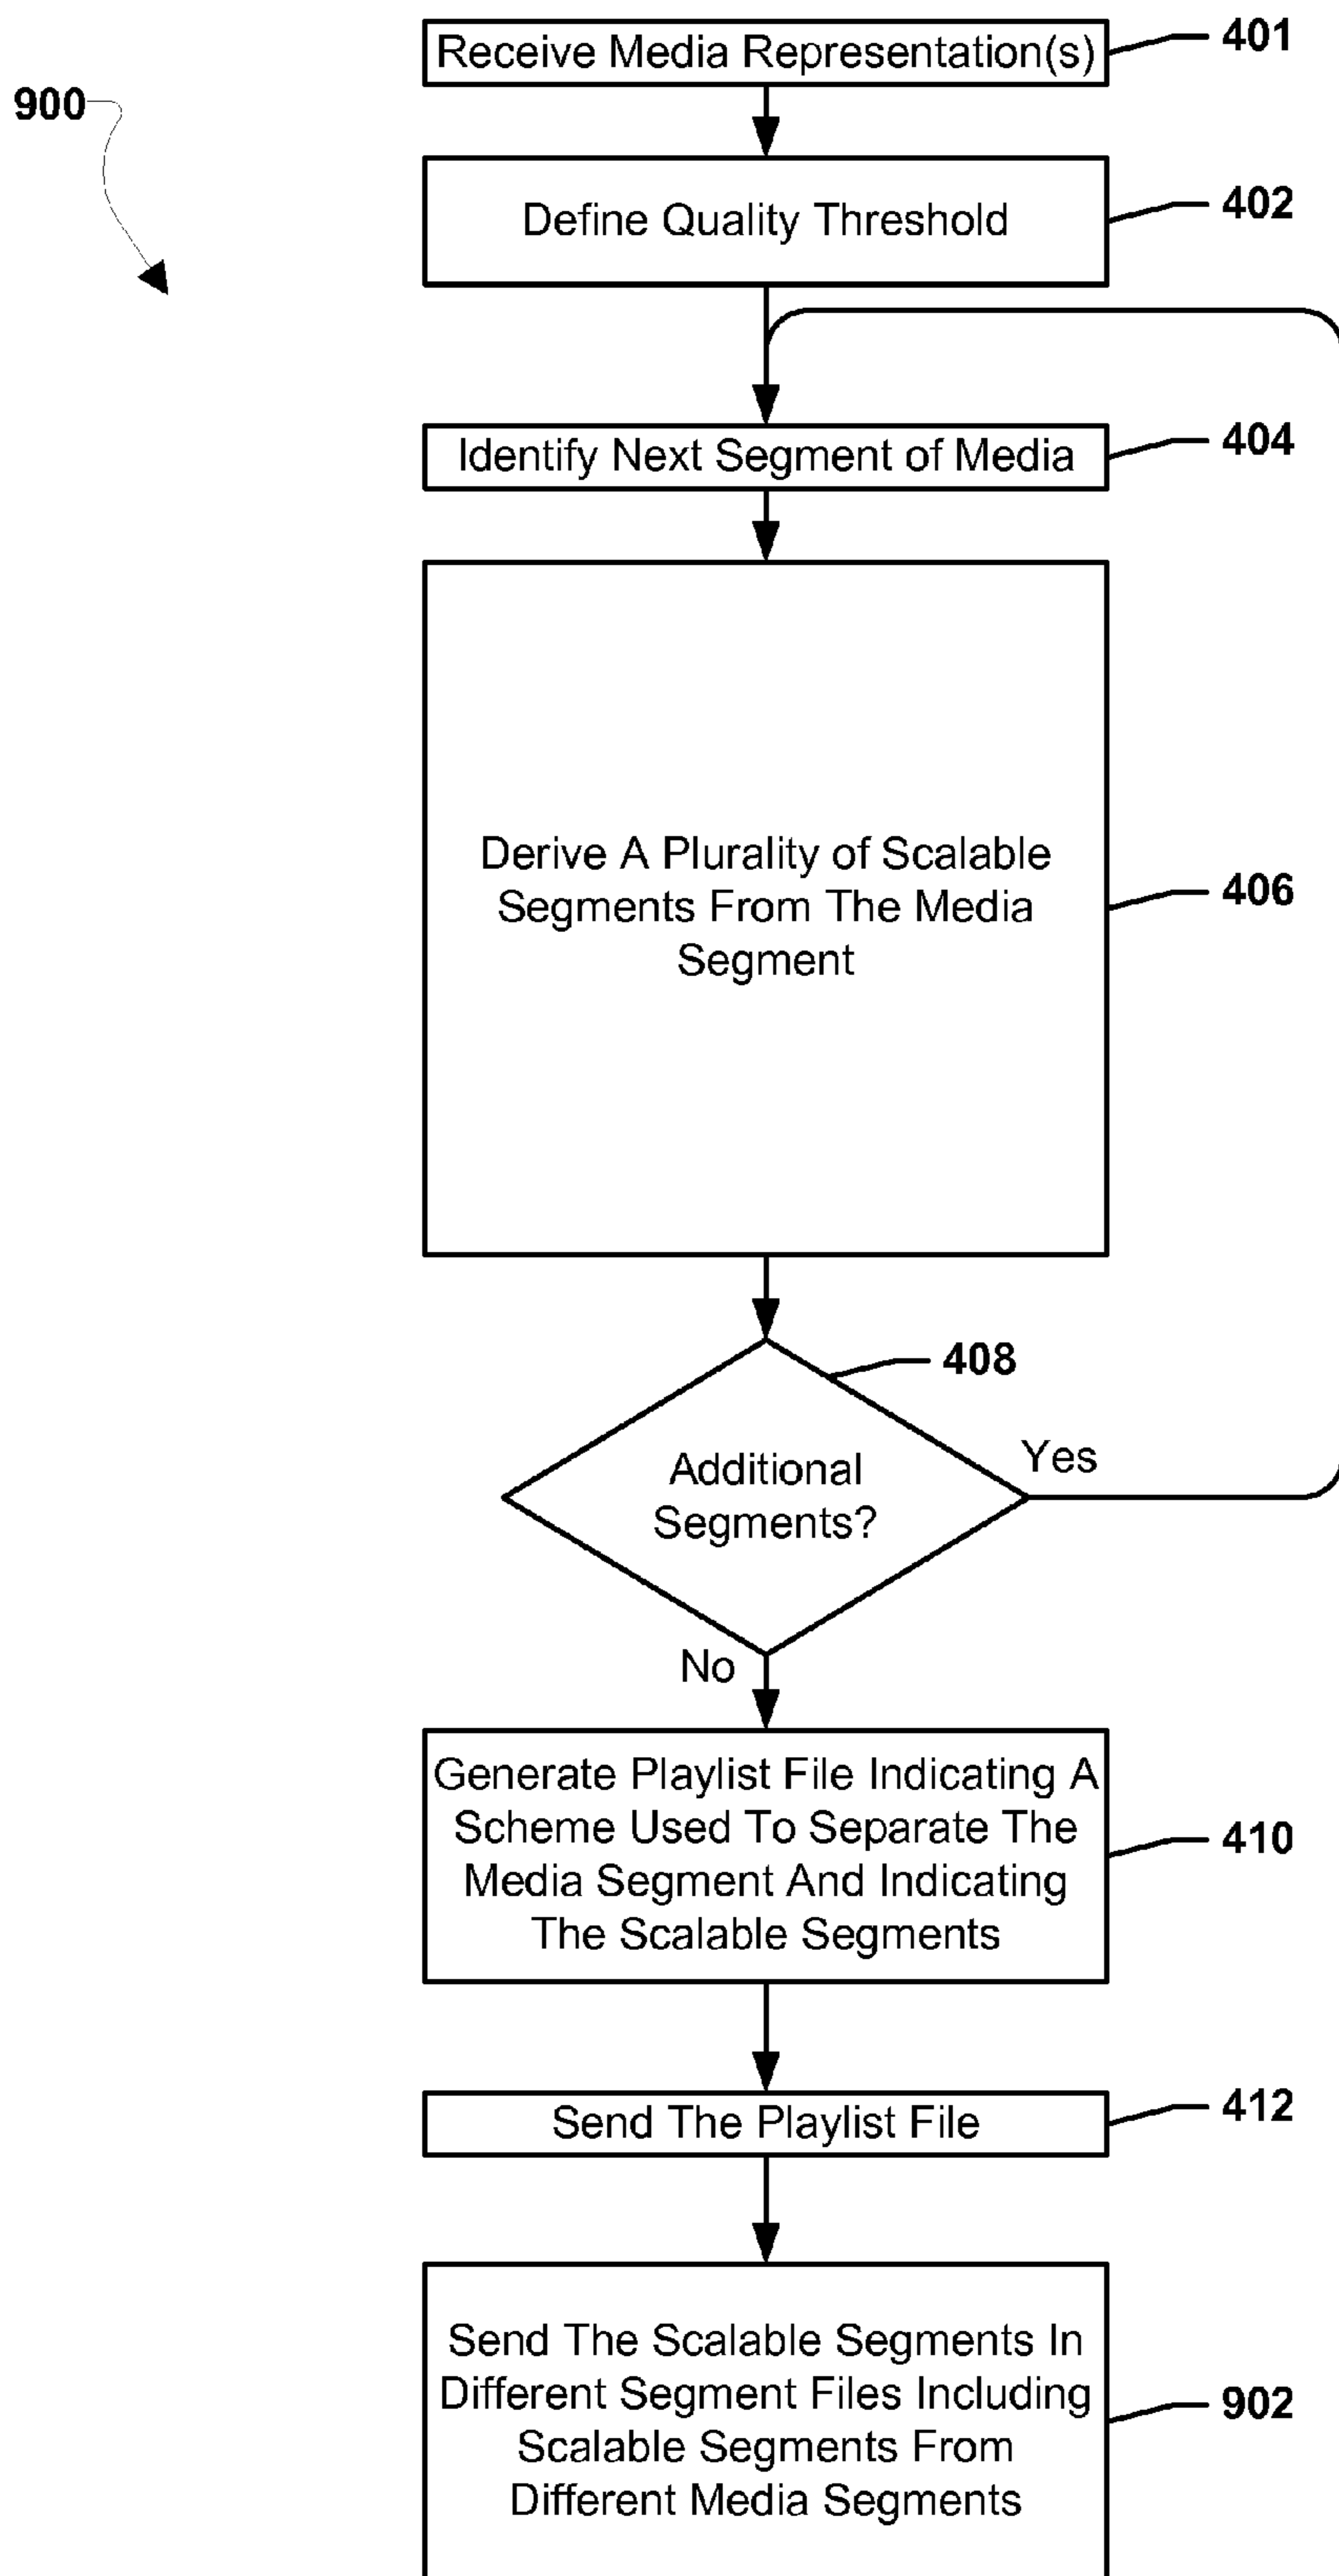 Receive Media Representation(s)
401
900
Define Quality Threshold
402
Identify Next Segment of Media
404
Derive A Plurality of Scalable
Segments From The Media
Segment
406
408
Additional
Segments?
Yes
No
Generate Playlist File Indicating A
Scheme Used To Separate The
Media Segment And Indicating
The Scalable Segments
410
Send The Playlist File
412
Send The Scalable Segments In
Different Segment Files Including
Scalable Segments From
Different Media Segments
902